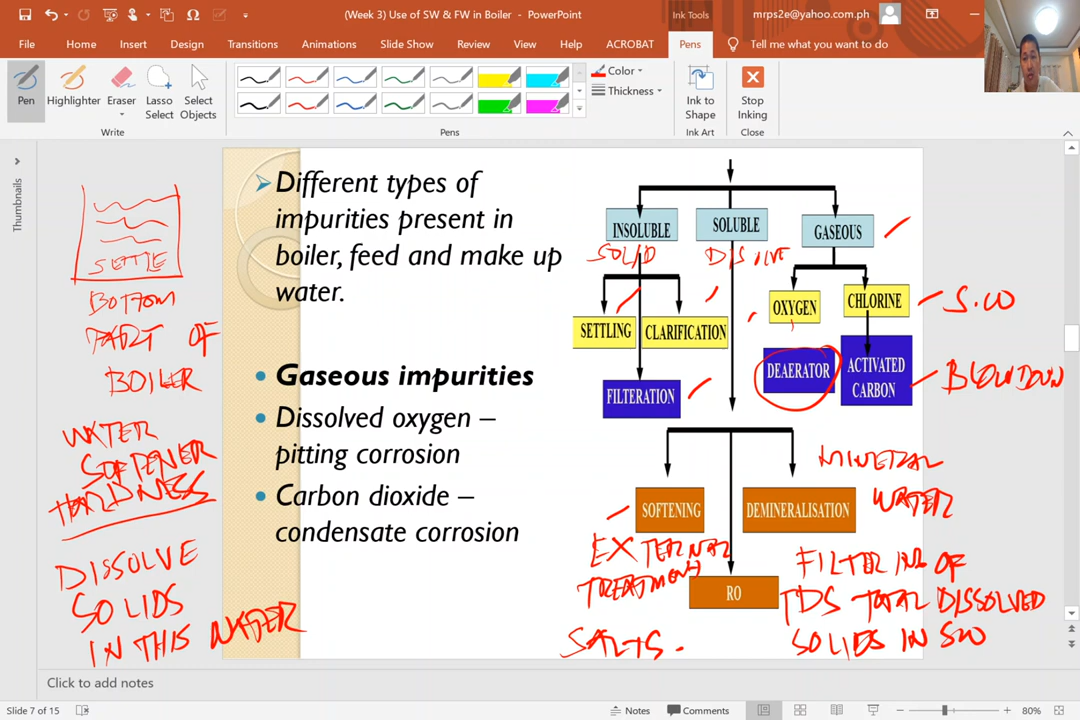 (Week 3) Use of SW & FW in Boiler - PowerPoint
Ink Tools
mrps2e@yahoo.com.ph
File Home Insert Design Transitions Animations Slide Show Review View Help ACROBAT Pens Tell me what you want to do
Pen Highlighter Eraser Lasso Select Select Objects
Color
Thickness
Ink to Shape
Stop Inking
Write
Pens
Ink Art
Close
Thumbnails
SETTLE
BOTTOM
PART OF
BOILER
WATER
SOFTENER
HARDNESS
DISSOLVE
SOLIDS
IN THIS WATER
Different types of
impurities present in
boiler, feed and make up
water.
Gaseous impurities
Dissolved oxygen –
pitting corrosion
Carbon dioxide –
condensate corrosion
INSOLUBLE
SOLUBLE
GASEOUS
SOLID
DISOLVE
SETTLING
CLARIFICATION
OXYGEN
CHLORINE
S.W
FILTERATION
DEAERATOR
ACTIVATED
CARBON
BLOWDOWN
MINERAL
WATER
SOFTENING
DEMINERALISATION
EXTERNAL
TREATMENT
RO
SALTS.
FILTERING OF
TDS TOTAL DISSOLVED
SOLIDS IN SW
Click to add notes
Slide 7 of 15
Notes
Comments
80%